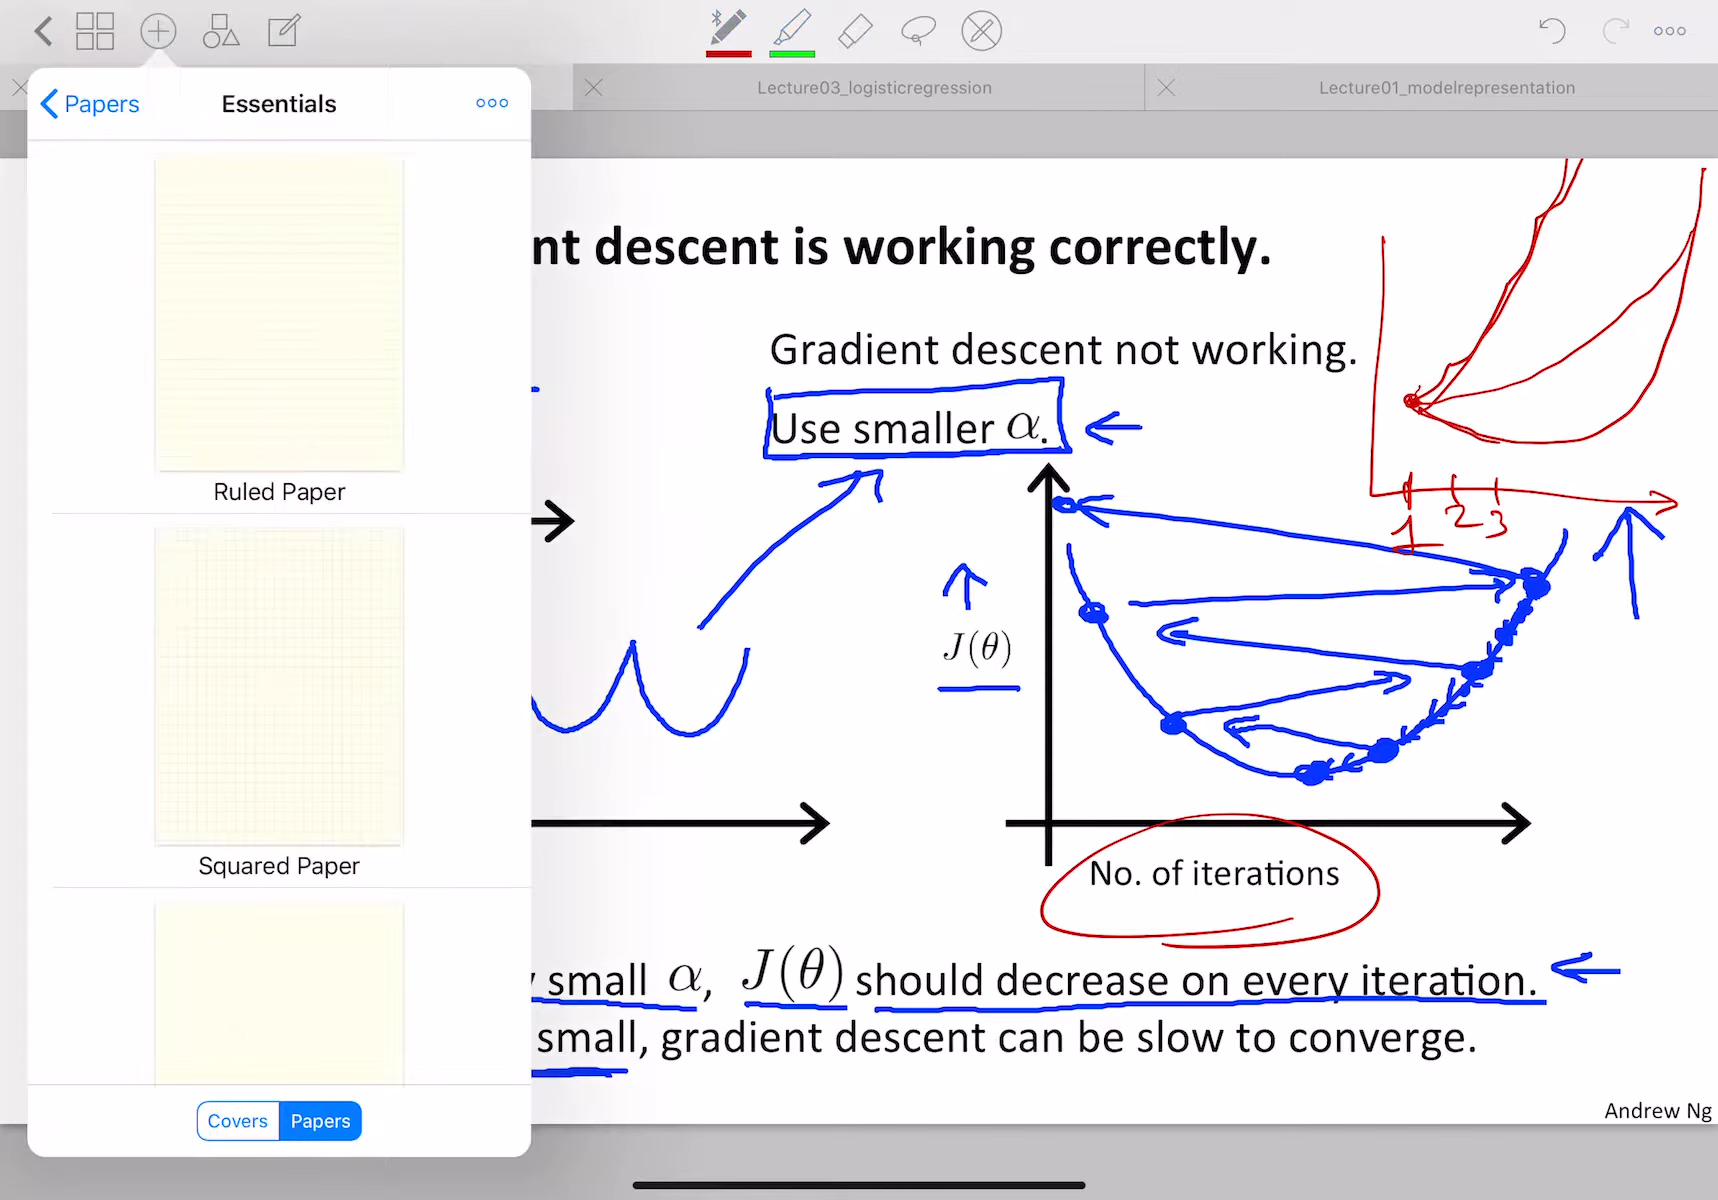 Lecture03_logisticregression
Lecture01_modelrepresentation
Papers
Essentials
Ruled Paper
Squared Paper
Covers
Papers
nt descent is working correctly.
Gradient descent not working.
Use smaller α.
J(θ)
1 2 3
No. of iterations
small α, J(θ) should decrease on every iteration.
small, gradient descent can be slow to converge.
Andrew Ng